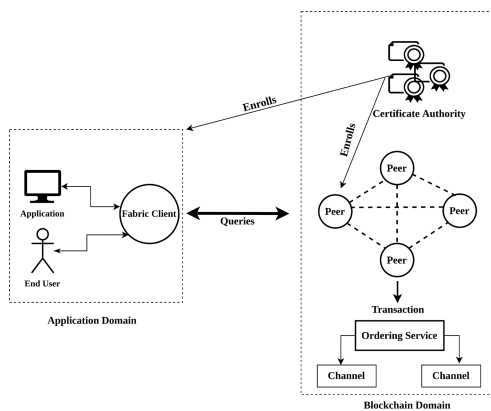 Certificate Authority
Enrolls
Enrolls
Peer
Peer
Peer
Peer
Application
Fabric Client
Queries
End User
Application Domain
Transaction
Ordering Service
Channel
Channel
Blockchain Domain